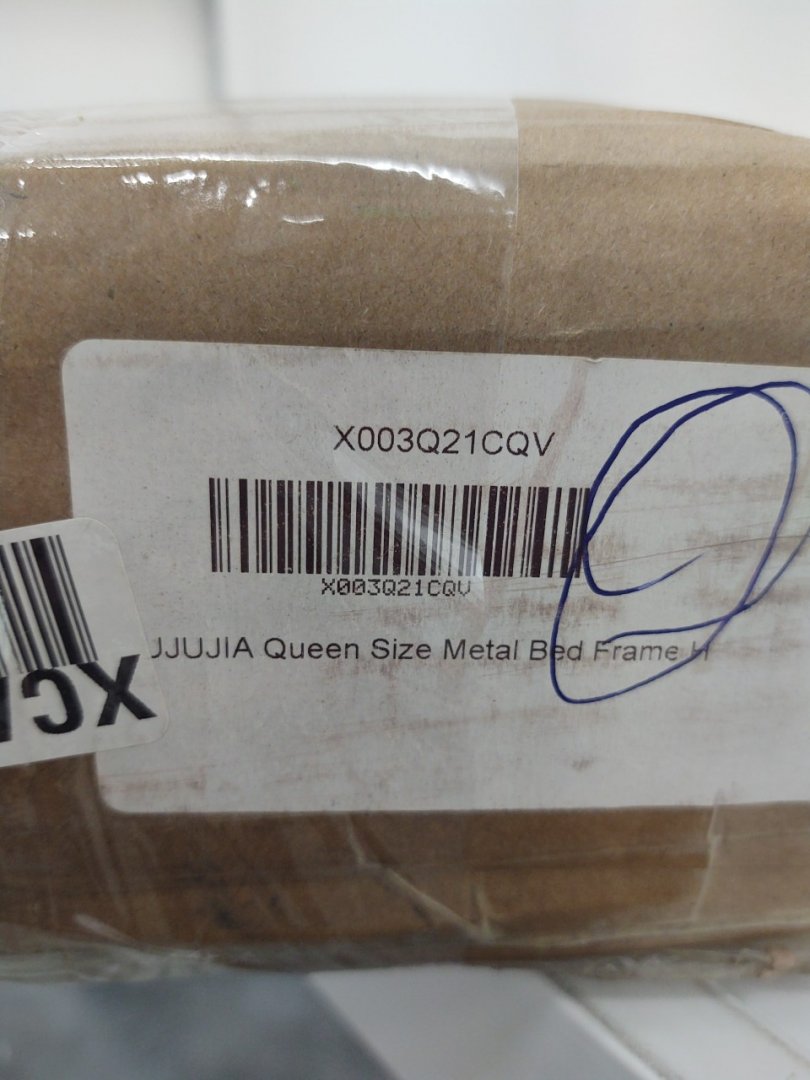 X003Q21CQV
X003Q21CQV
JJUJIA Queen Size Metal Bed Frame H
XC